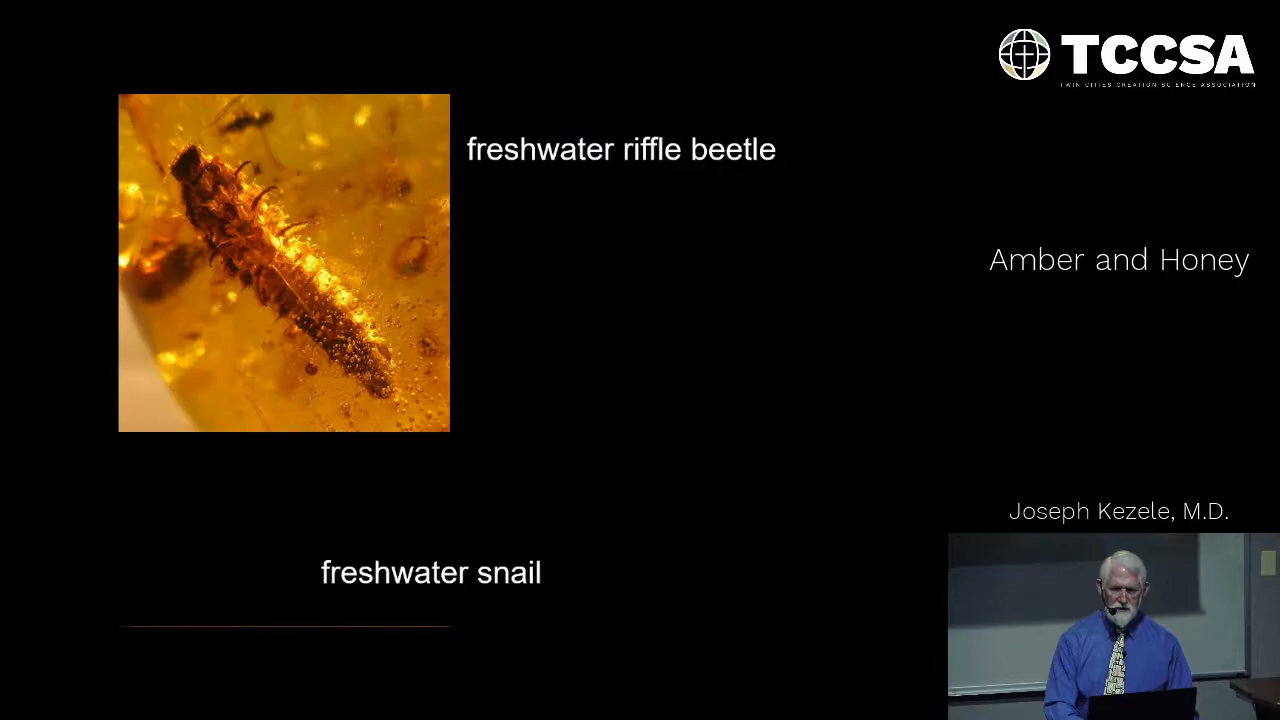 TCCSA
TWIN CITIES CREATION SCIENCE ASSOCIATION
freshwater riffle beetle
Amber and Honey
Joseph Kezele, M.D.
freshwater snail